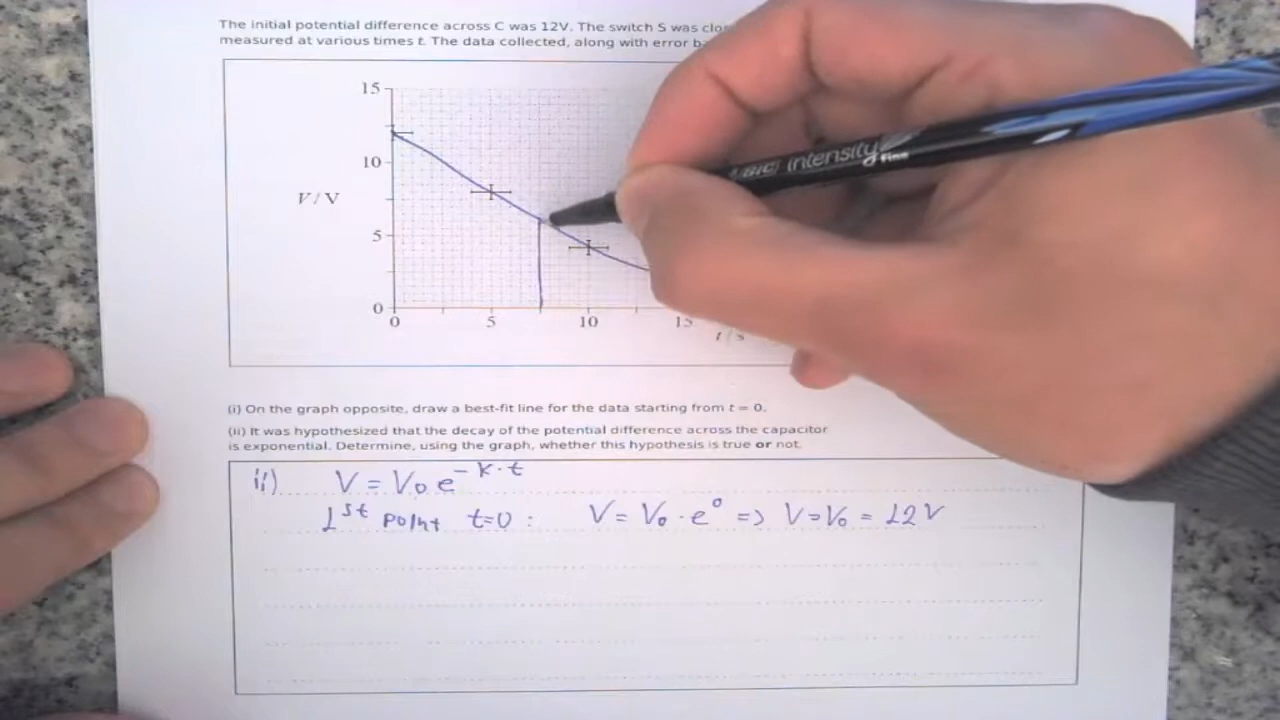 The initial potential difference across C was 12V. The switch S was
measured at various times t. The data collected, along with error
15
10
V / V
5
0
0 5 10 15
t / s
(i) On the graph opposite, draw a best-fit line for the data starting from t = 0.
(ii) It was hypothesized that the decay of the potential difference across the capacitor
is exponential. Determine, using the graph, whether this hypothesis is true or not.
ii) V = V₀ e^-k·t
1st point t=0 : V = V₀ · e⁰ => V=V₀ = 12V
BIC intensity Fine